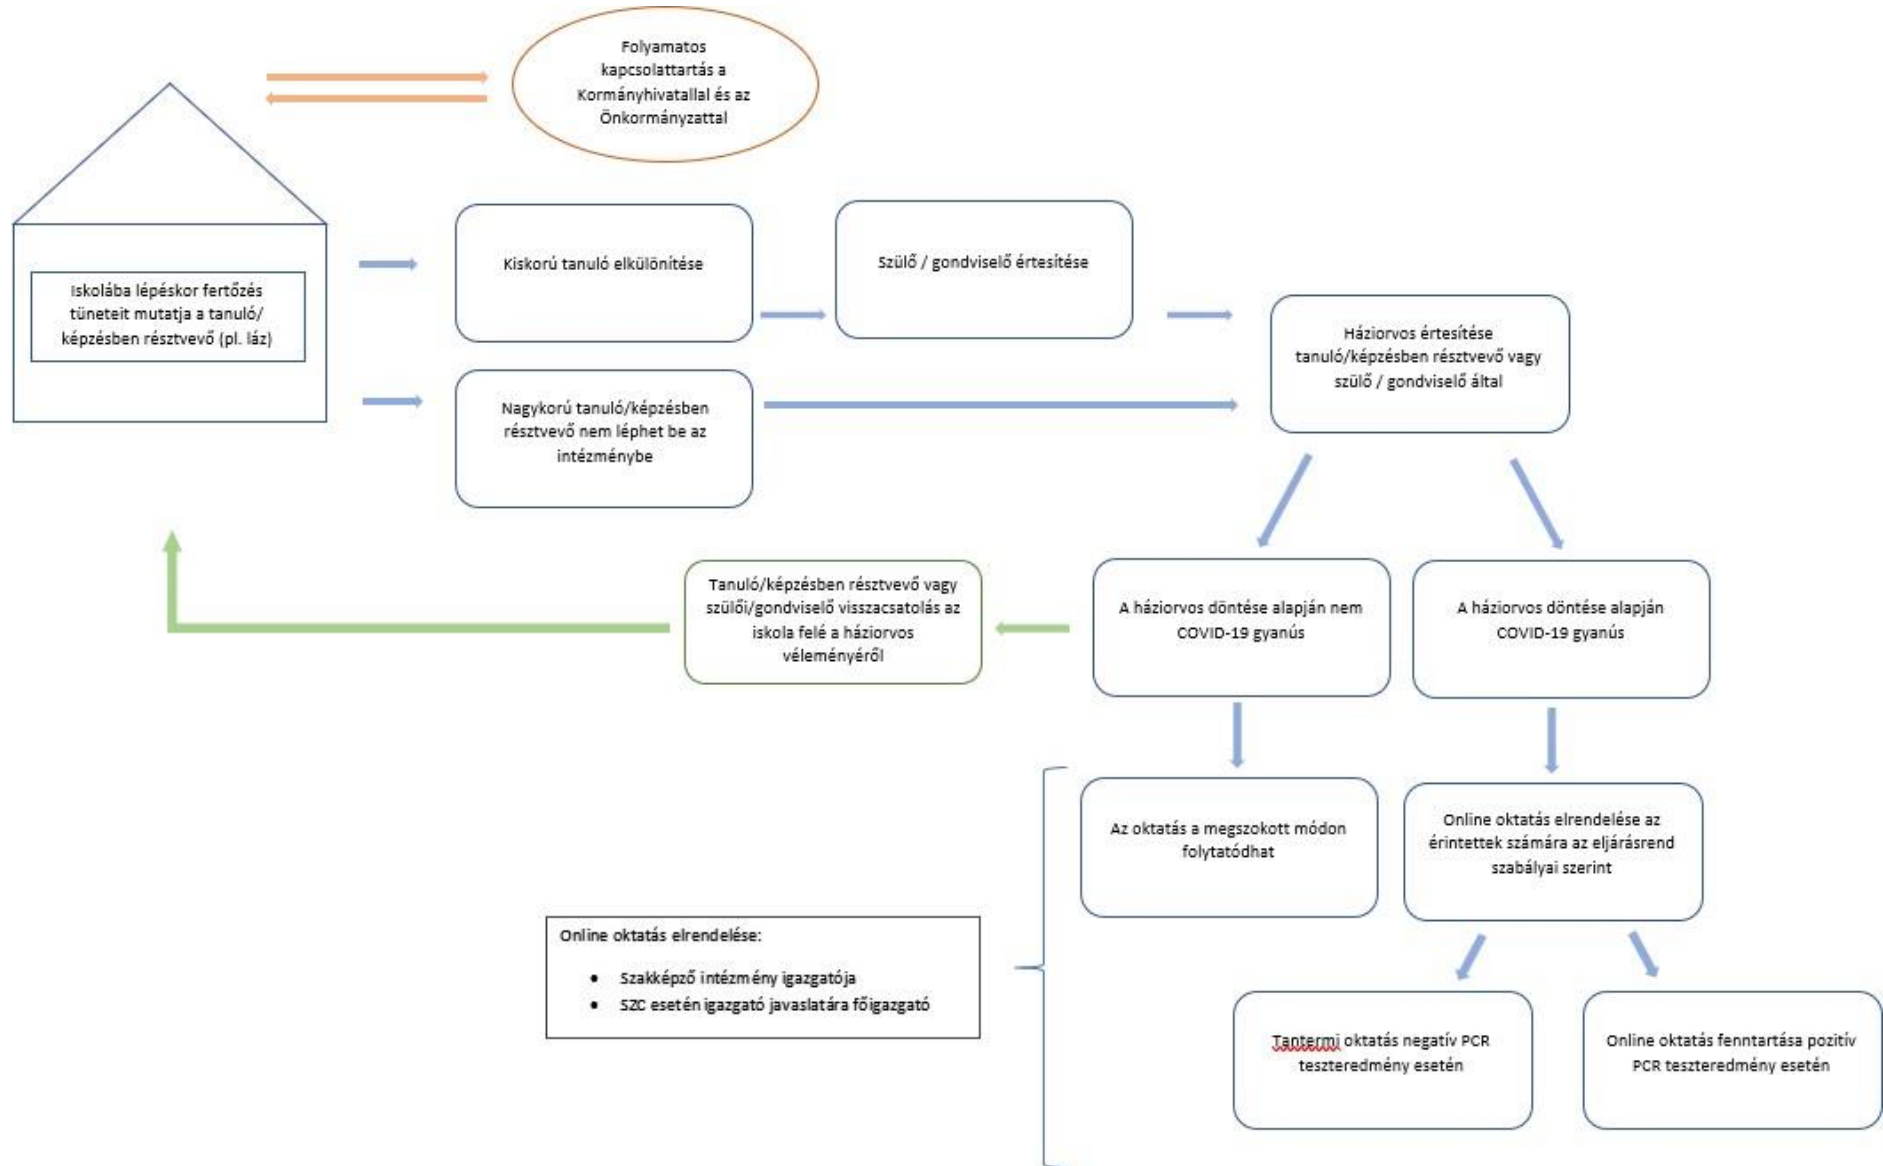 Folyamatos
kapcsolattartás a
Kormányhivatallal és az
Önkormányzattal
Iskolába lépéskor fertőzés
tüneteit mutatja a tanuló/
képzésben résztvevő (pl. láz)
Kiskorú tanuló elkülönítése
Szülő / gondviselő értesítése
Nagykorú tanuló/képzésben
résztvevő nem léphet be az
intézménybe
Háziorvos értesítése
tanuló/képzésben résztvevő vagy
szülő / gondviselő által
Tanuló/képzésben résztvevő vagy
szülői/gondviselő visszacsatolás az
iskola felé a háziorvos
véleményéről
A háziorvos döntése alapján nem
COVID-19 gyanús
A háziorvos döntése alapján
COVID-19 gyanús
Az oktatás a megszokott módon
folytatódhat
Online oktatás elrendelése az
érintettek számára az eljárásrend
szabályai szerint
Online oktatás elrendelése:
• Szakképző intézmény igazgatója
• SZC esetén igazgató javaslatára főigazgató
Tantermi oktatás negatív PCR
teszteredmény esetén
Online oktatás fenntartása pozitív
PCR teszteredmény esetén